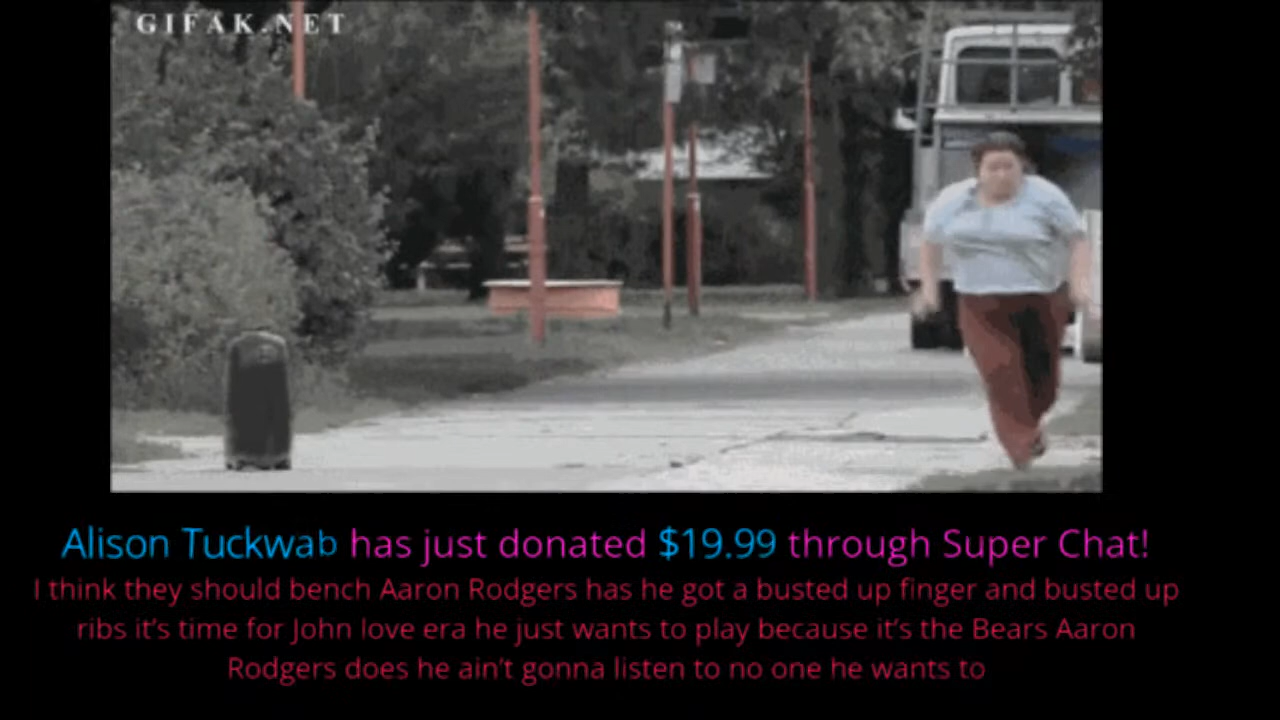 GIFAK.NET
Alison Tuckwab has just donated $19.99 through Super Chat!
I think they should bench Aaron Rodgers has he got a busted up finger and busted up
ribs it's time for John love era he just wants to play because it's the Bears Aaron
Rodgers does he ain't gonna listen to no one he wants to